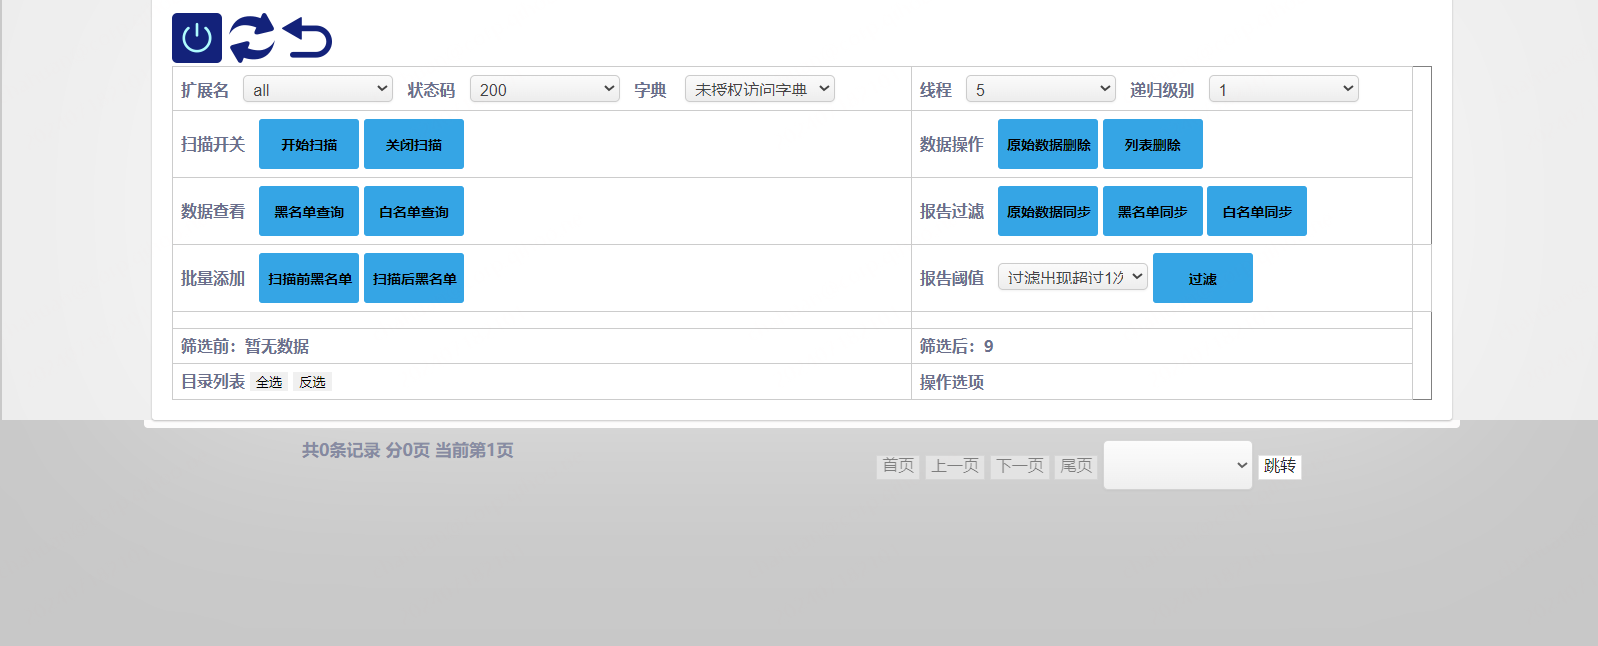 扩展名 all 状态码 200 字典 未授权访问字典 线程 5 递归级别 1
扫描开关 开始扫描 关闭扫描 数据操作 原始数据删除 列表删除
数据查看 黑名单查询 白名单查询 报告过滤 原始数据同步 黑名单同步 白名单同步
批量添加 扫描前黑名单 扫描后黑名单 报告阈值 过滤出现超过1次 过滤
筛选前：暂无数据 筛选后：9
目录列表 全选 反选 操作选项
共0条记录 分0页 当前第1页
首页 上一页 下一页 尾页 跳转